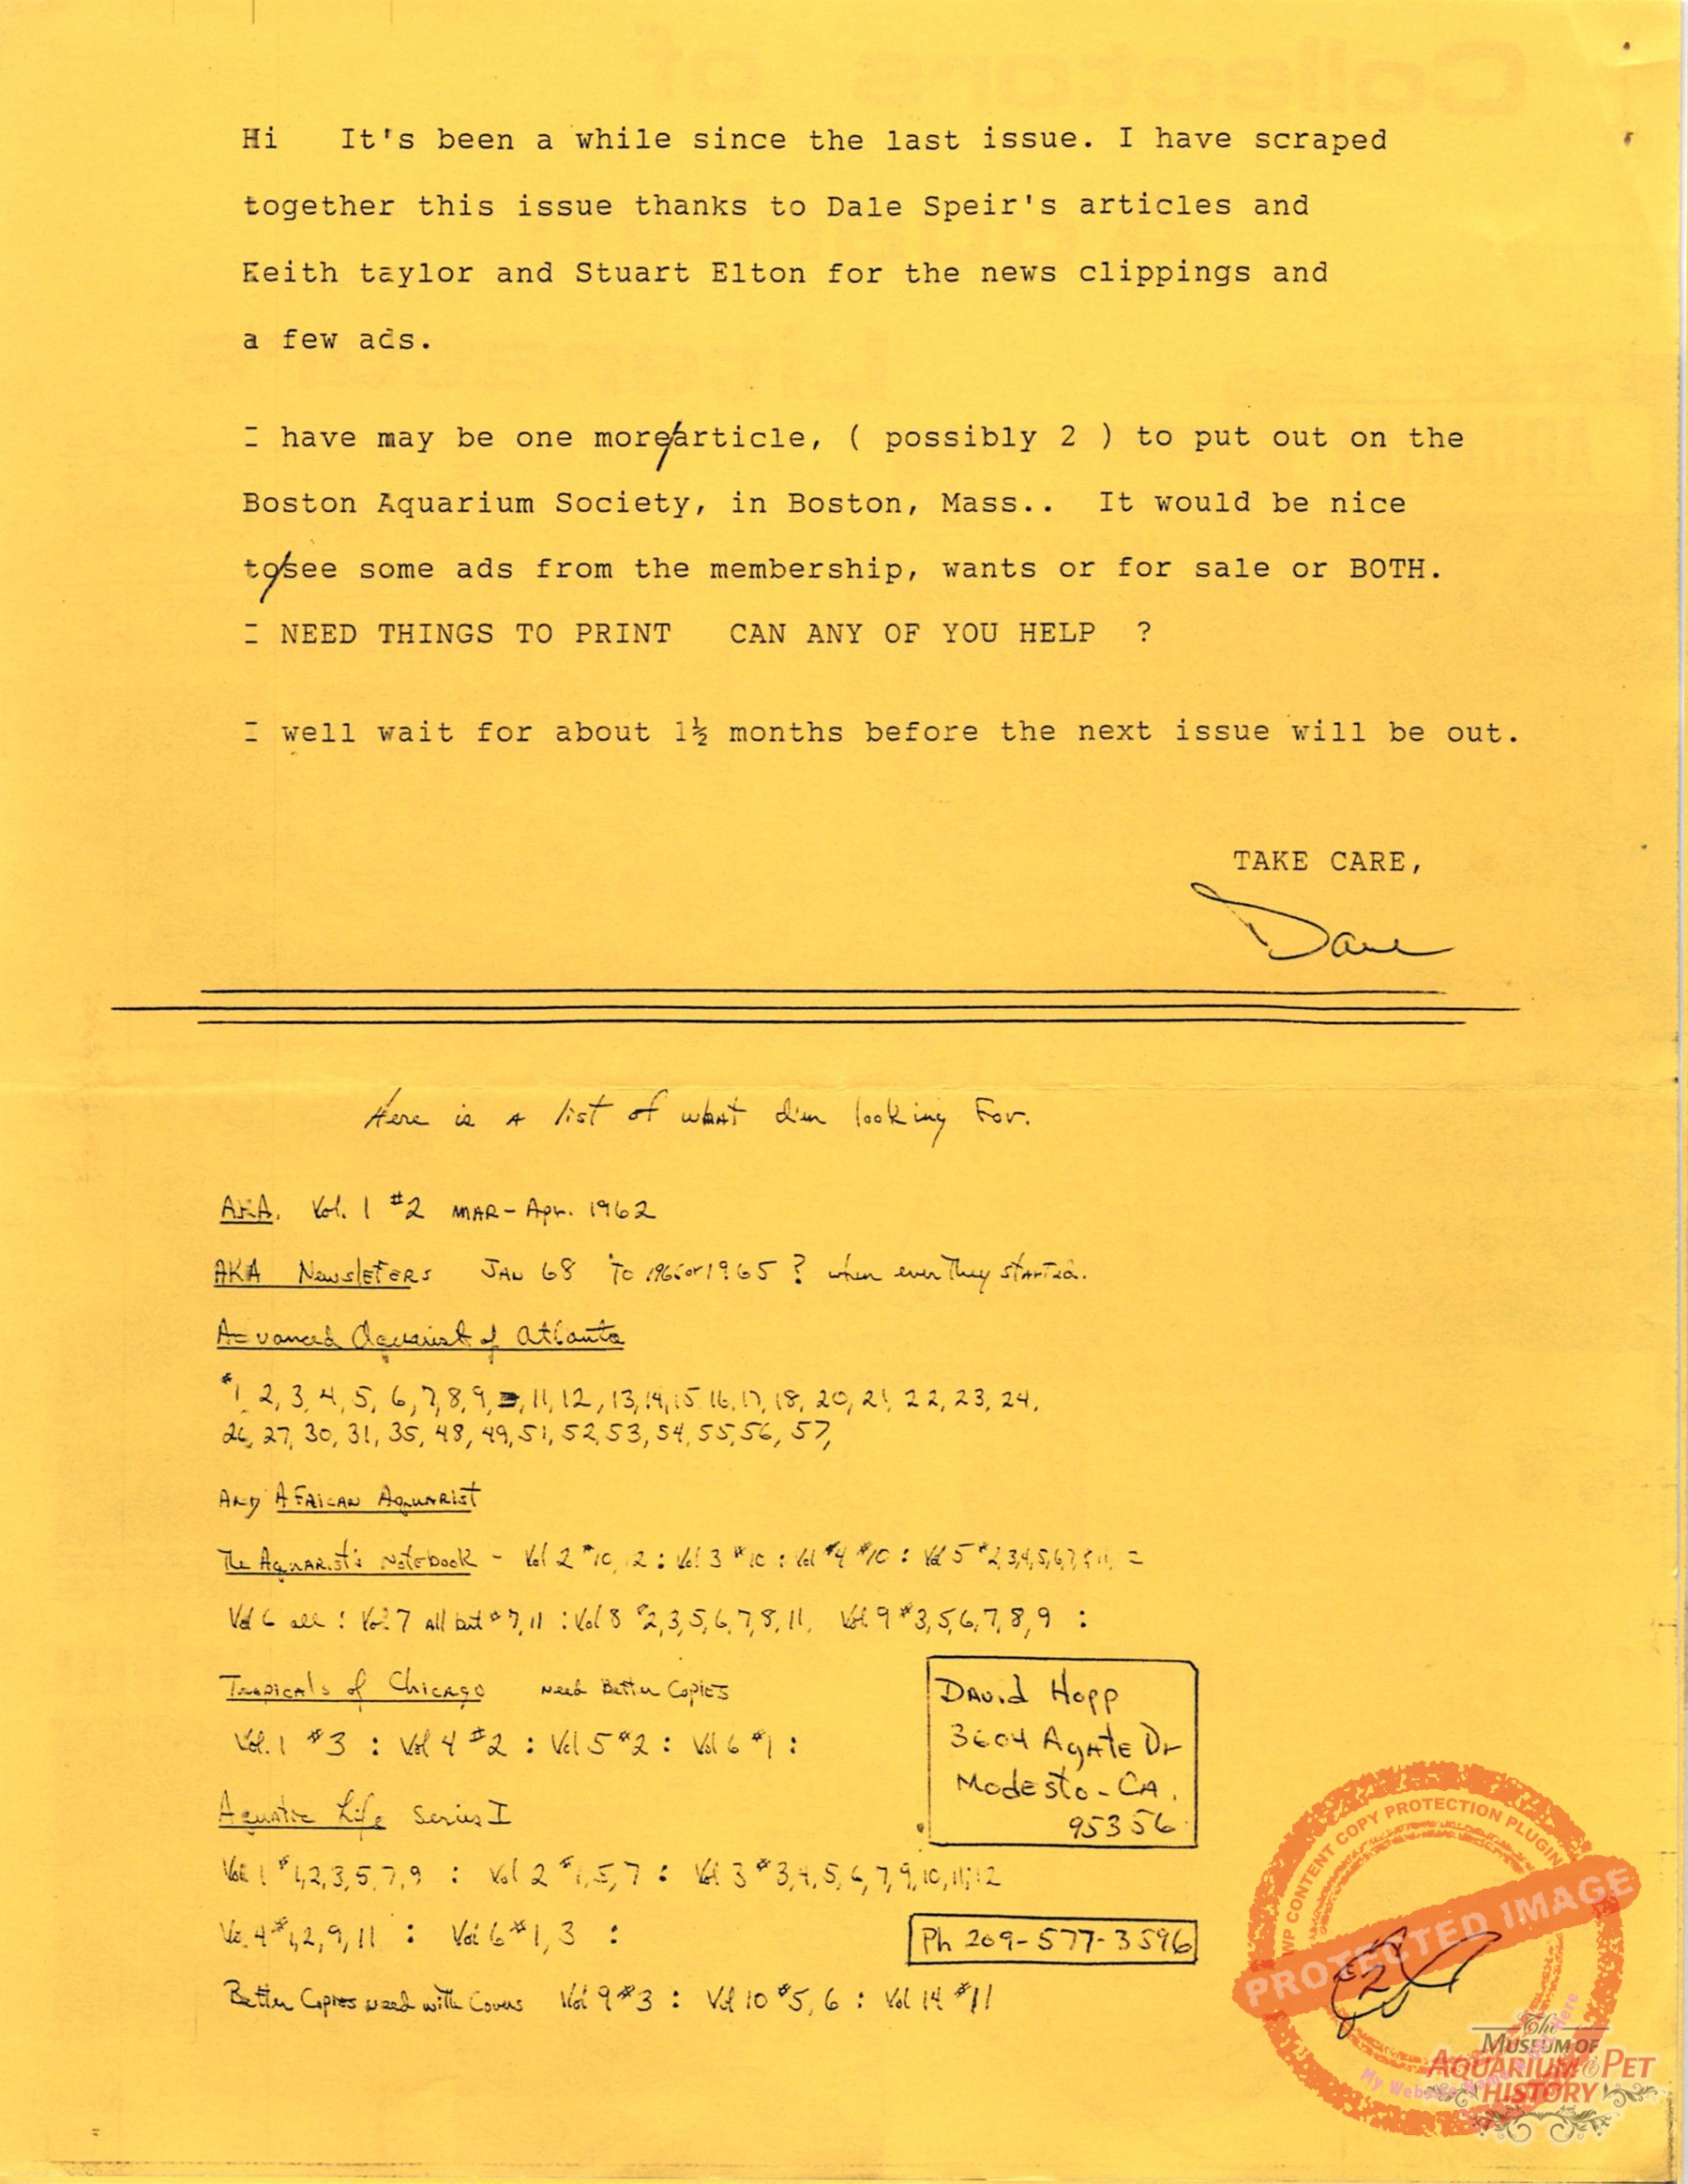 Hi It's been a while since the last issue. I have scraped
together this issue thanks to Dale Speir's articles and
Keith taylor and Stuart Elton for the news clippings and
a few ads.
I have may be one more/article, ( possibly 2 ) to put out on the
Boston Aquarium Society, in Boston, Mass.. It would be nice
to/see some ads from the membership, wants or for sale or BOTH.
I NEED THINGS TO PRINT CAN ANY OF YOU HELP ?
I well wait for about 1½ months before the next issue will be out.
TAKE CARE,
Dave
Here is A list of what I'm looking For.
AKA. Vol. 1 #2 MAR-Apr. 1962
AKA Newsleters JAN 68 To or 1965 ? when ever they started.
Advanced Aquarist of Atlanta
#1, 2, 3, 4, 5, 6, 7, 8, 9, 11, 12, 13, 14, 15, 16, 17, 18, 20, 21, 22, 23, 24,
26, 27, 30, 31, 35, 48, 49, 51, 52, 53, 54, 55, 56, 57,
Any African Aquarist
The Aquarist's Notebook - Vol 2 #10, 12 : Vol 3 #10 : Vol #4 #10 : Vol 5 #2,3,4,5,6,7
Vol 6 all : Vol 7 All but #7, 11 : Vol 8 #2, 3, 5, 6, 7, 8, 11, Vol 9 #3, 5, 6, 7, 8, 9 :
Tropicals of Chicago need Better Copies
Vol. 1 #3 : Vol 4 #2 : Vol 5 #2 : Vol 6 #1 :
David Hopp
3604 Agate Dr
Modesto-CA.
95356
Aquatic Life Series I
Vol 1 #1,2,3,5,7,9 : Vol 2 #1,5,7 : Vol 3 #3,4,5,6,7,9,10,11,12
Vo. 4 #1,2,9,11 : Vol 6 #1,3 :
Ph 209-577-3596
Better Copies need with Covers Vol 9 #3 : Vol 10 #5,6 : Vol 14 #11
2
WP CONTENT COPY PROTECTION PLUGIN
PROTECTED IMAGE
My Website Name Here
The
MUSEUM OF
AQUARIUM & PET
HISTORY